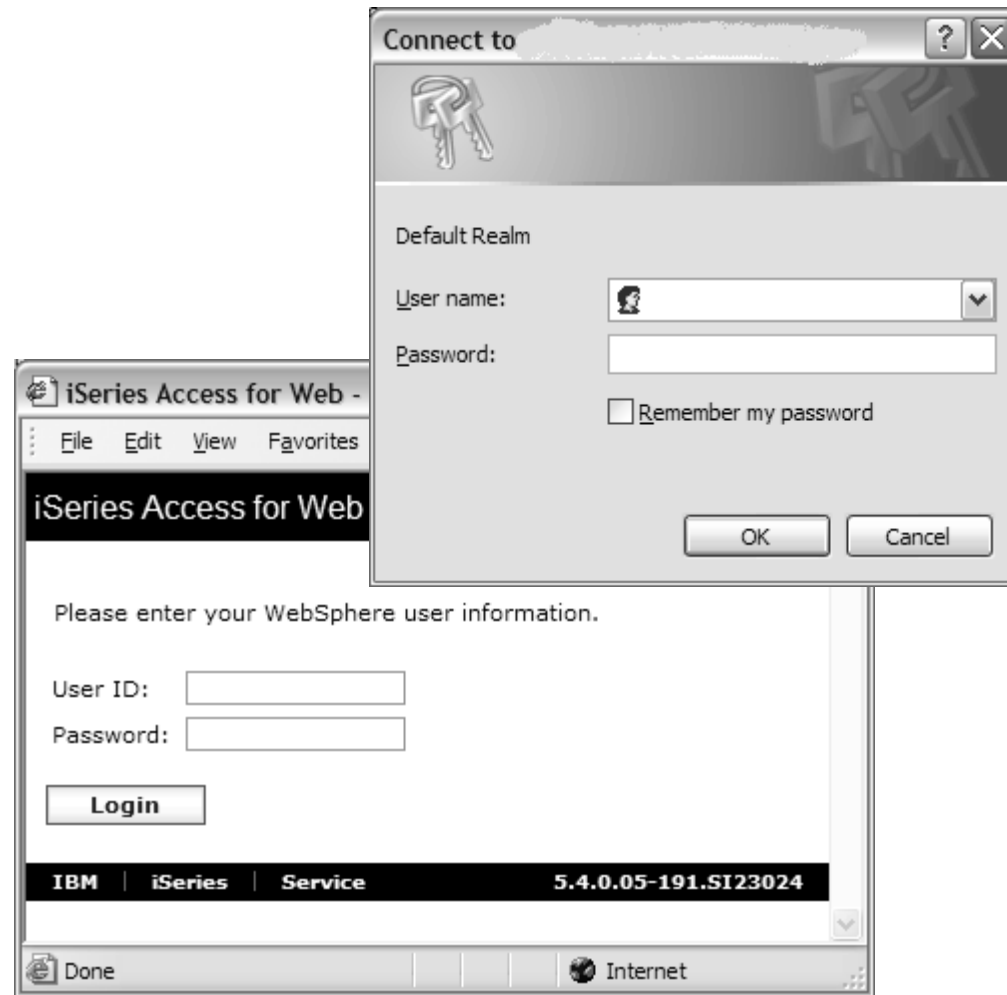 Connect to
Default Realm
User name:
Password:
Remember my password
OK Cancel
iSeries Access for Web -
File Edit View Favorites
iSeries Access for Web
Please enter your WebSphere user information.
User ID:
Password:
Login
IBM | iSeries | Service 5.4.0.05-191.SI23024
Done Internet